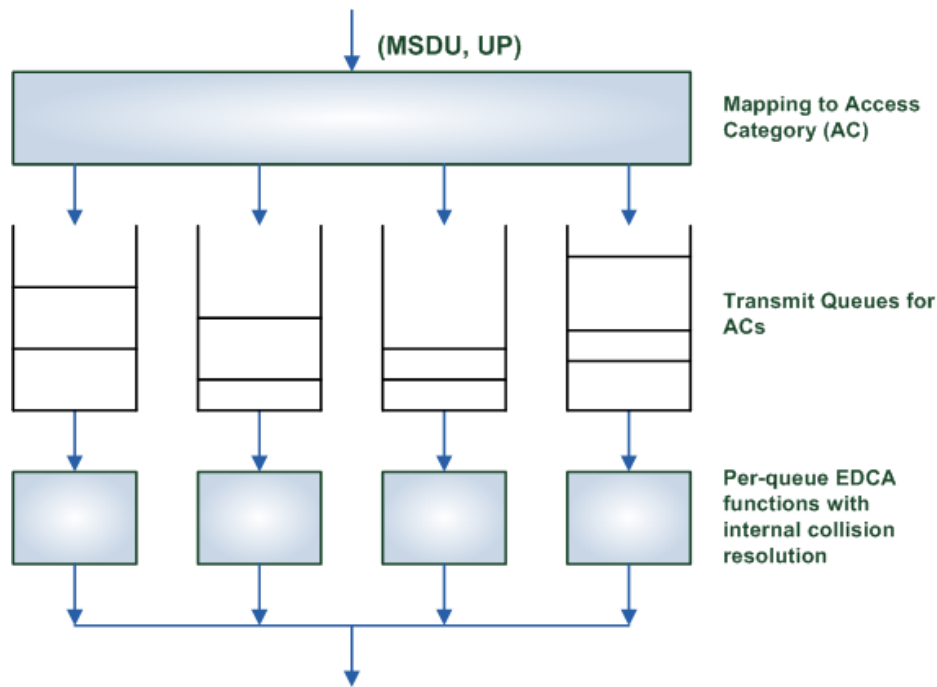 (MSDU, UP)
Mapping to Access
Category (AC)
Transmit Queues for
ACs
Per-queue EDCA
functions with
internal collision
resolution